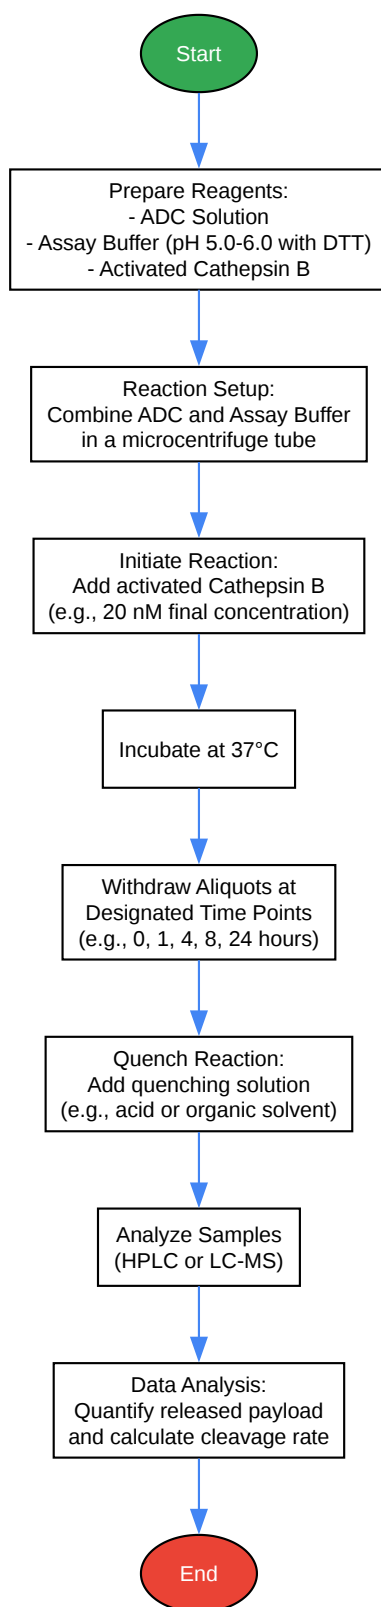 Start
Prepare Reagents:
- ADC Solution
- Assay Buffer (pH 5.0-6.0 with DTT)
- Activated Cathepsin B
Reaction Setup:
Combine ADC and Assay Buffer
in a microcentrifuge tube
Initiate Reaction:
Add activated Cathepsin B
(e.g., 20 nM final concentration)
Incubate at 37°C
Withdraw Aliquots at
Designated Time Points
(e.g., 0, 1, 4, 8, 24 hours)
Quench Reaction:
Add quenching solution
(e.g., acid or organic solvent)
Analyze Samples
(HPLC or LC-MS)
Data Analysis:
Quantify released payload
and calculate cleavage rate
End